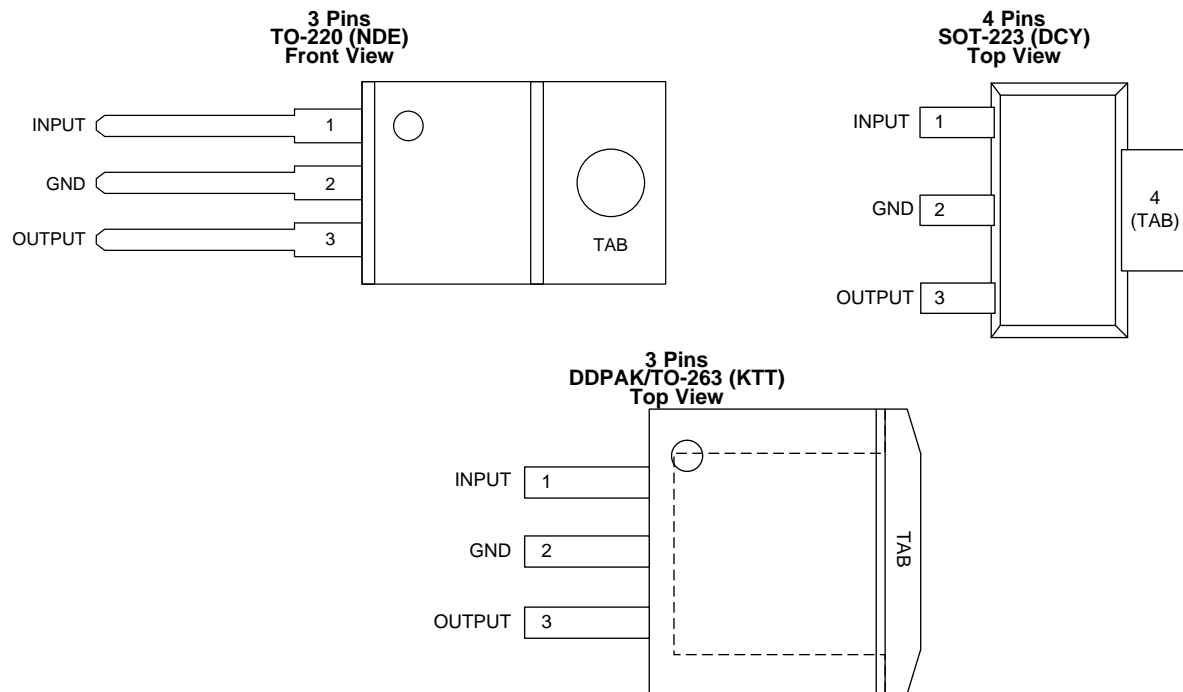 3 Pins
TO-220 (NDE)
Front View
INPUT
1
GND
2
OUTPUT
3
TAB
4 Pins
SOT-223 (DCY)
Top View
INPUT
1
GND
2
OUTPUT
3
4
(TAB)
3 Pins
DDPAK/TO-263 (KTT)
Top View
INPUT
1
GND
2
OUTPUT
3
TAB